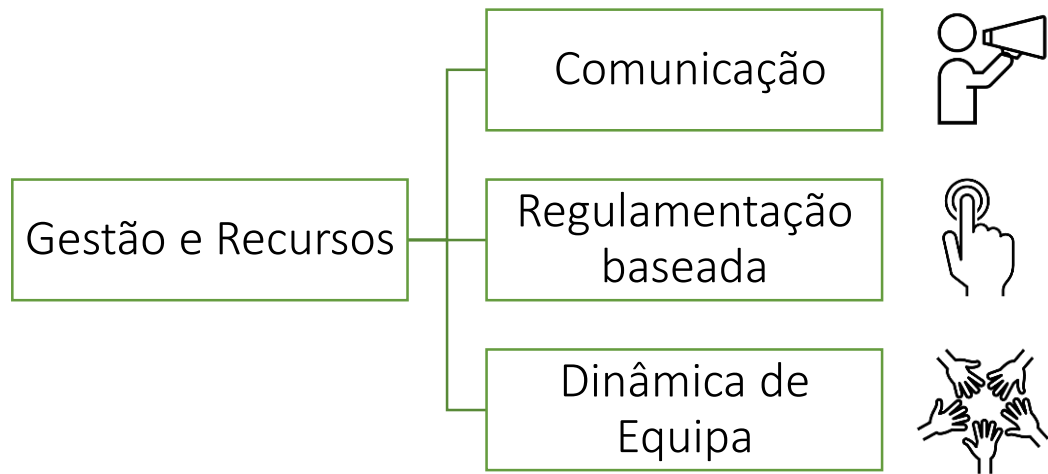 Gestão e Recursos
Comunicação
Regulamentação
baseada
Dinâmica de
Equipa